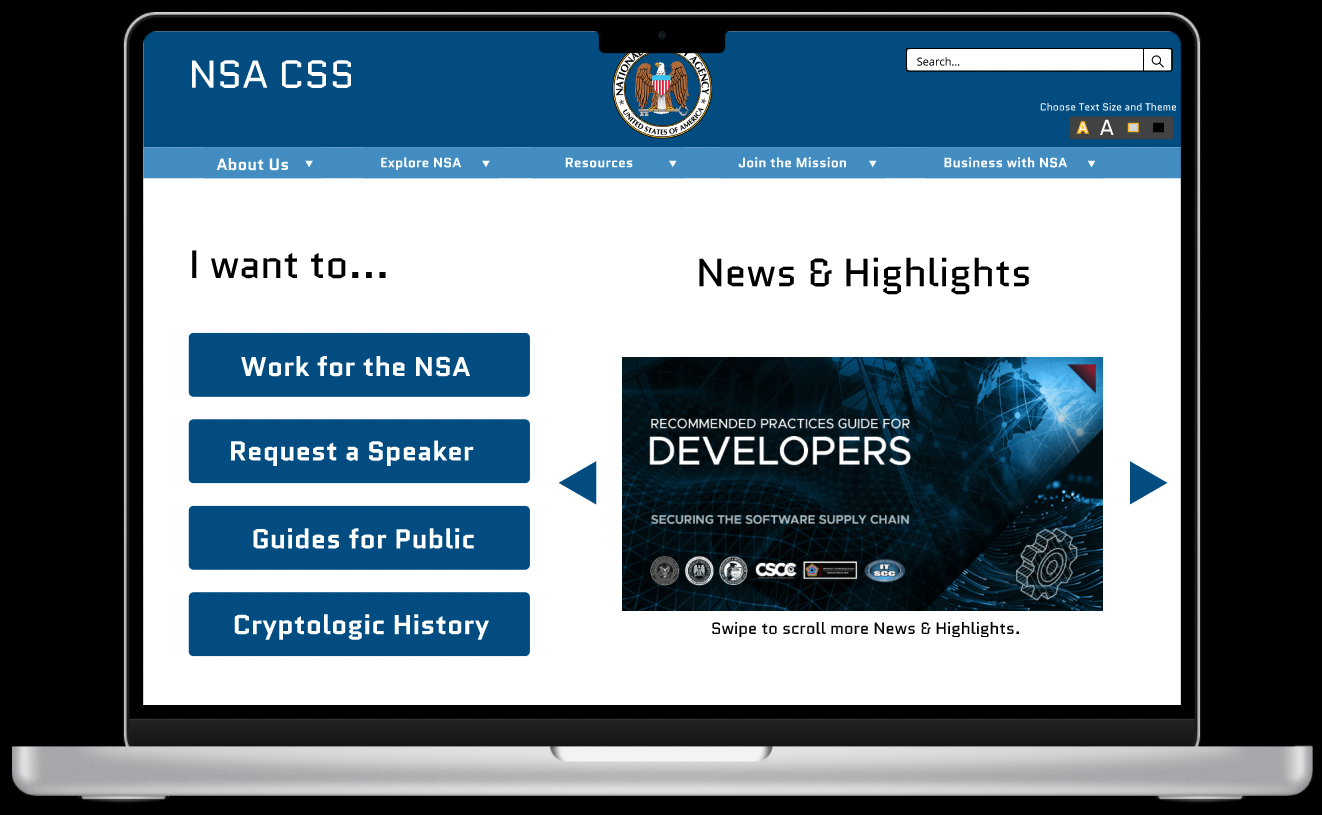 NSA CSS
NATIONAL AGENCY
UNITED STATES OF AMERICA
Search...
Choose Text Size and Theme
A A
About Us ▼
Explore NSA ▼
Resources ▼
Join the Mission ▼
Business with NSA ▼
I want to...
Work for the NSA
Request a Speaker
Guides for Public
Cryptologic History
News & Highlights
RECOMMENDED PRACTICES GUIDE FOR
DEVELOPERS
SECURING THE SOFTWARE SUPPLY CHAIN
CSCC
IT
SCC
Swipe to scroll more News & Highlights.